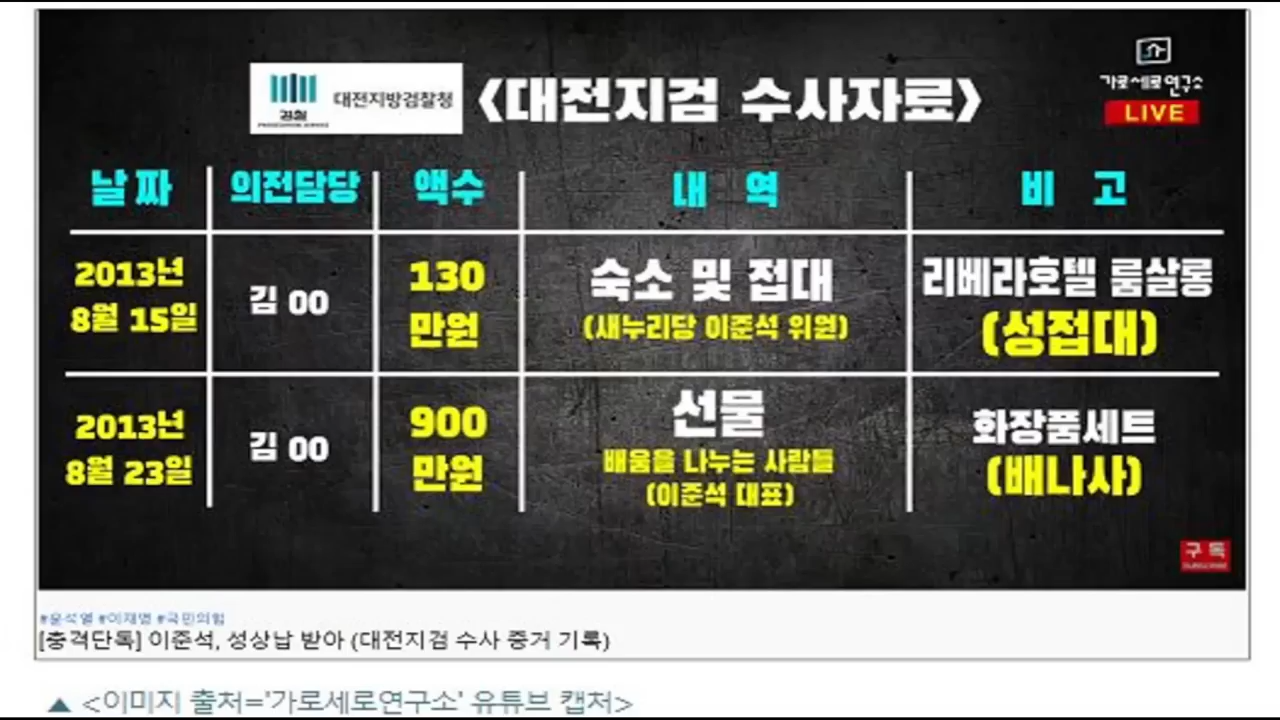 대전지방검찰청
검찰
PROSECUTION SERVICE
<대전지검 수사자료>
가로세로연구소
LIVE
날짜 의전담당 액수 내 역 비 고
2013년
8월 15일
김 00
130
만원
숙소 및 접대
(새누리당 이준석 위원)
리베라호텔 룸살롱
(성접대)
2013년
8월 23일
김 00
900
만원
선물
배움을 나누는 사람들
(이준석 대표)
화장품세트
(배나사)
구독
#윤석열 #이재명 #국민의힘
[충격단독] 이준석, 성상납 받아 (대전지검 수사 증거 기록)
▲ <이미지 출처='가로세로연구소' 유튜브 캡처>